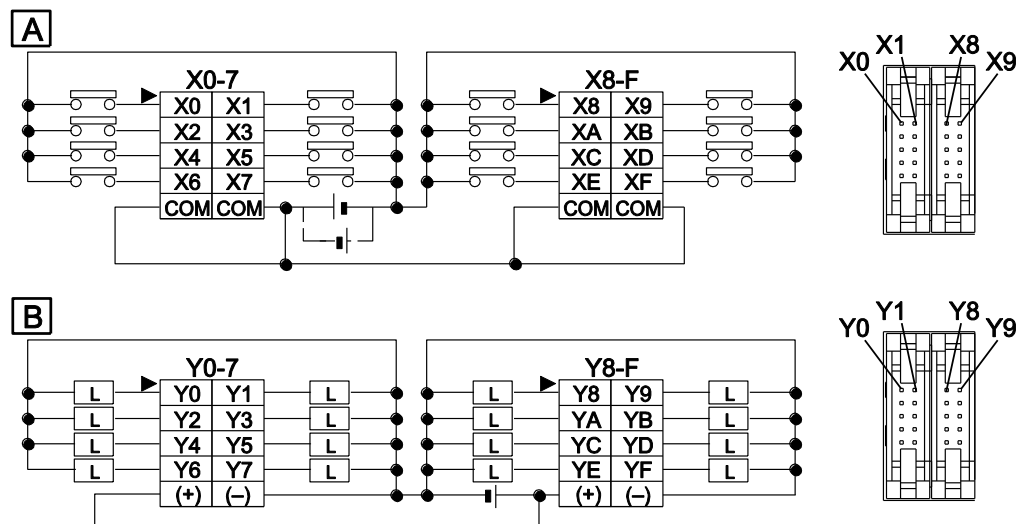 A
X0-7
X8-F
X0
X1
X8
X9
X0 X1
X2 X3
X4 X5
X6 X7
COM COM
X8 X9
XA XB
XC XD
XE XF
COM COM
B
Y0-7
Y8-F
Y0
Y1
Y8
Y9
L Y0 Y1 L
L Y2 Y3 L
L Y4 Y5 L
L Y6 Y7 L
(+) (–)
L Y8 Y9 L
L YA YB L
L YC YD L
L YE YF L
(+) (–)